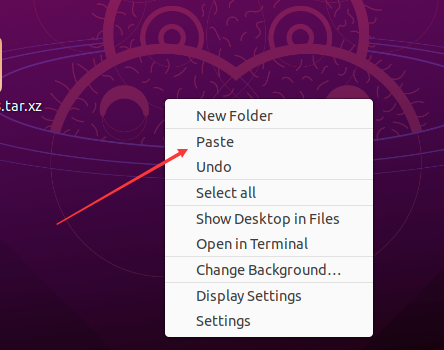 s.tar.xz
New Folder
Paste
Undo
Select all
Show Desktop in Files
Open in Terminal
Change Background…
Display Settings
Settings